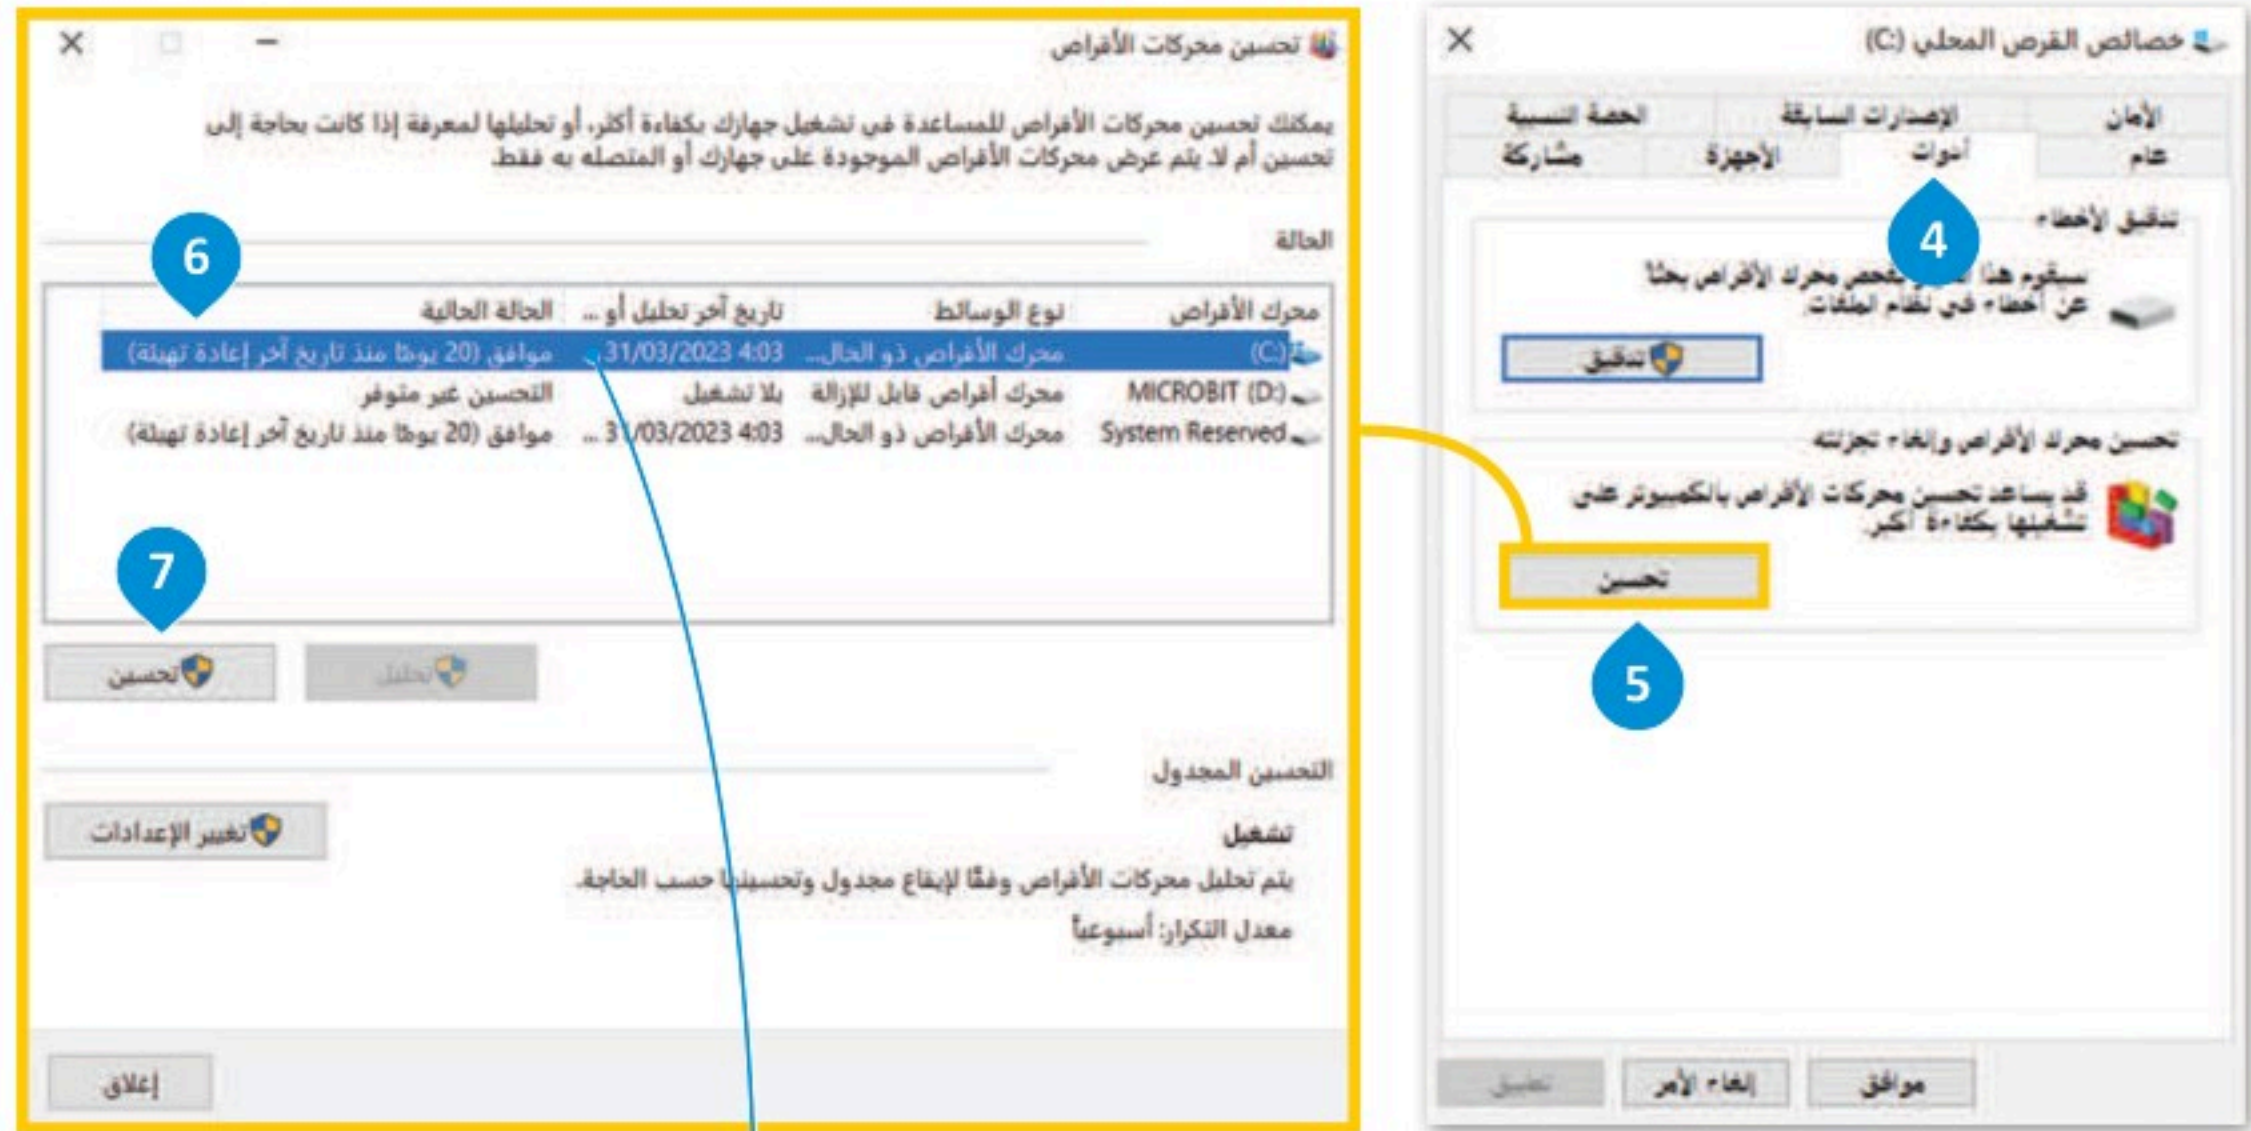 خصائص القرص المحلي (C:)
الأمان
الإصدارات السابقة
الحصة النسبية
عام
أدوات
الأجهزة
مشاركة
4
تدقيق الأخطاء
سيقوم هذا بفحص محرك الأقراص بحثًا
عن أخطاء في نظام الملفات.
تدقيق
تحسين محرك الأقراص وإلغاء تجزئته
قد يساعد تحسين محركات الأقراص بالكمبيوتر على
تشغيلها بكفاءة أكبر.
تحسين
5
موافق
إلغاء الأمر
تطبيق
تحسين محركات الأقراص
يمكنك تحسين محركات الأقراص للمساعدة في تشغيل جهازك بكفاءة أكثر، أو تحليلها لمعرفة إذا كانت بحاجة إلى
تحسين أم لا. يتم عرض محركات الأقراص الموجودة على جهازك أو المتصله به فقط.
الحالة
6
محرك الأقراص نوع الوسائط تاريخ آخر تحليل أو ... الحالة الحالية
(C:) محرك الأقراص ذو الحال... 31/03/2023 4:03 موافق (20 يومًا منذ تاريخ آخر إعادة تهيئة)
MICROBIT (D:) محرك أقراص قابل للإزالة بلا تشغيل التحسين غير متوفر
System Reserved محرك الأقراص ذو الحال... 31/03/2023 4:03 ... موافق (20 يومًا منذ تاريخ آخر إعادة تهيئة)
7
تحليل
تحسين
التحسين المجدول
تشغيل
تغيير الإعدادات
يتم تحليل محركات الأقراص وفقًا لإيقاع مجدول وتحسينها حسب الحاجة.
معدل التكرار: أسبوعياً
إغلاق